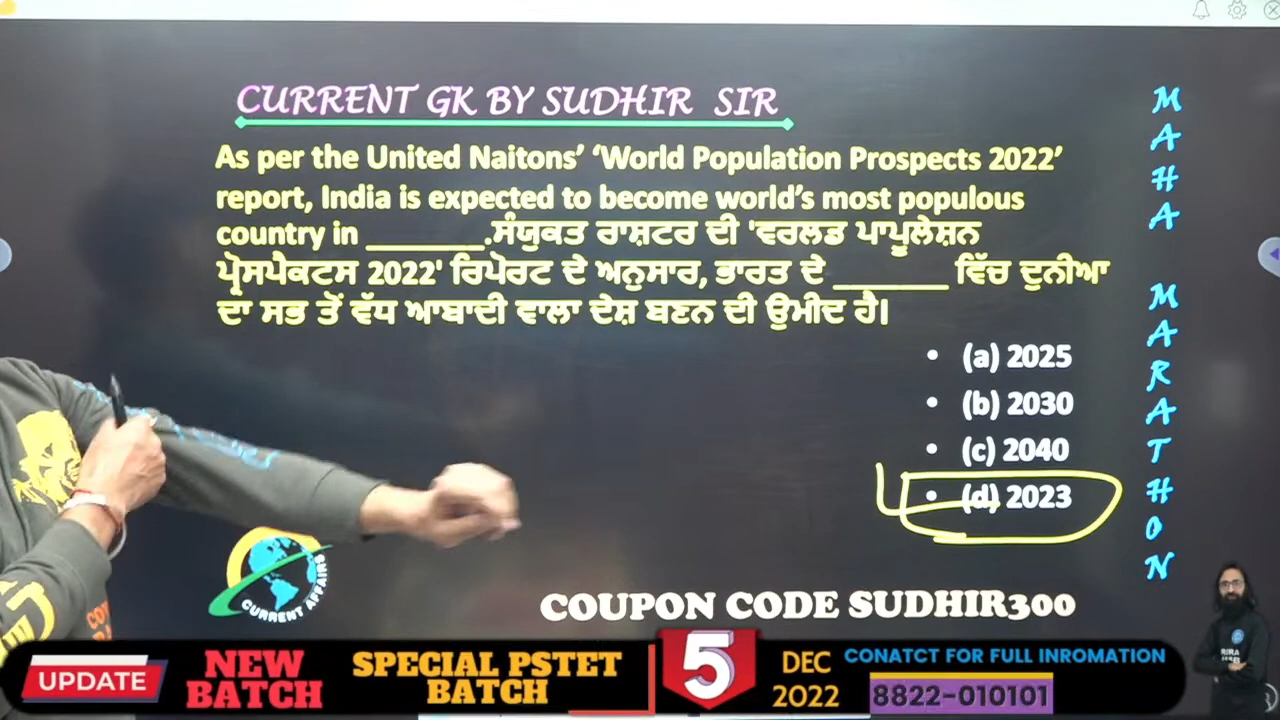 CURRENT GK BY SUDHIR SIR
As per the United Naitons’ ‘World Population Prospects 2022’
report, India is expected to become world’s most populous
country in ________.ਸੰਯੁਕਤ ਰਾਸ਼ਟਰ ਦੀ 'ਵਰਲਡ ਪਾਪੂਲੇਸ਼ਨ
ਪ੍ਰੋਸਪੈਕਟਸ 2022' ਰਿਪੋਰਟ ਦੇ ਅਨੁਸਾਰ, ਭਾਰਤ ਦੇ ________ ਵਿੱਚ ਦੁਨੀਆ
ਦਾ ਸਭ ਤੋਂ ਵੱਧ ਆਬਾਦੀ ਵਾਲਾ ਦੇਸ਼ ਬਣਨ ਦੀ ਉਮੀਦ ਹੈ।
• (a) 2025
• (b) 2030
• (c) 2040
• (d) 2023
MAHA MARATHON
CURRENT AFFAIRS
COUPON CODE SUDHIR300
UPDATE
NEW
BATCH
SPECIAL PSTET
BATCH
5
DEC
2022
CONATCT FOR FULL INROMATION
8822-010101